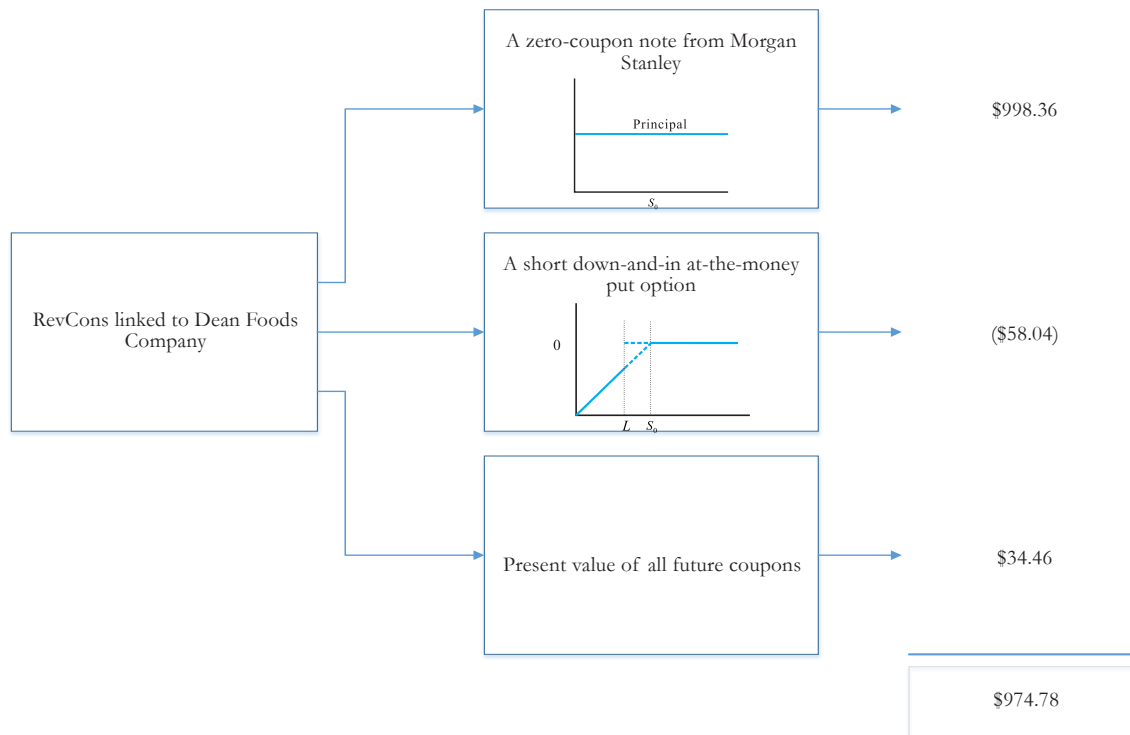 A zero-coupon note from Morgan
Stanley
Principal
S₀
$998.36
RevCons linked to Dean Foods
Company
A short down-and-in at-the-money
put option
0
L S₀
($58.04)
Present value of all future coupons
$34.46
$974.78